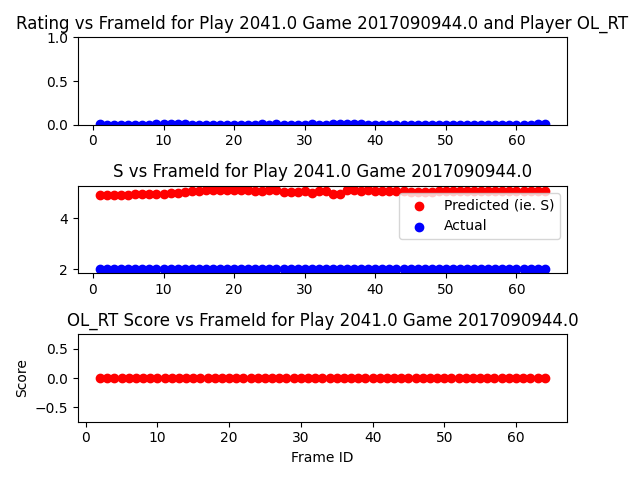 Rating vs FrameId for Play 2041.0 Game 2017090944.0 and Player OL_RT
1.0
0.5
0.0
0 10 20 30 40 50 60
S vs FrameId for Play 2041.0 Game 2017090944.0
4
2
Predicted (ie. S)
Actual
0 10 20 30 40 50 60
OL_RT Score vs FrameId for Play 2041.0 Game 2017090944.0
Score
0.5
0.0
−0.5
0 10 20 30 40 50 60
Frame ID